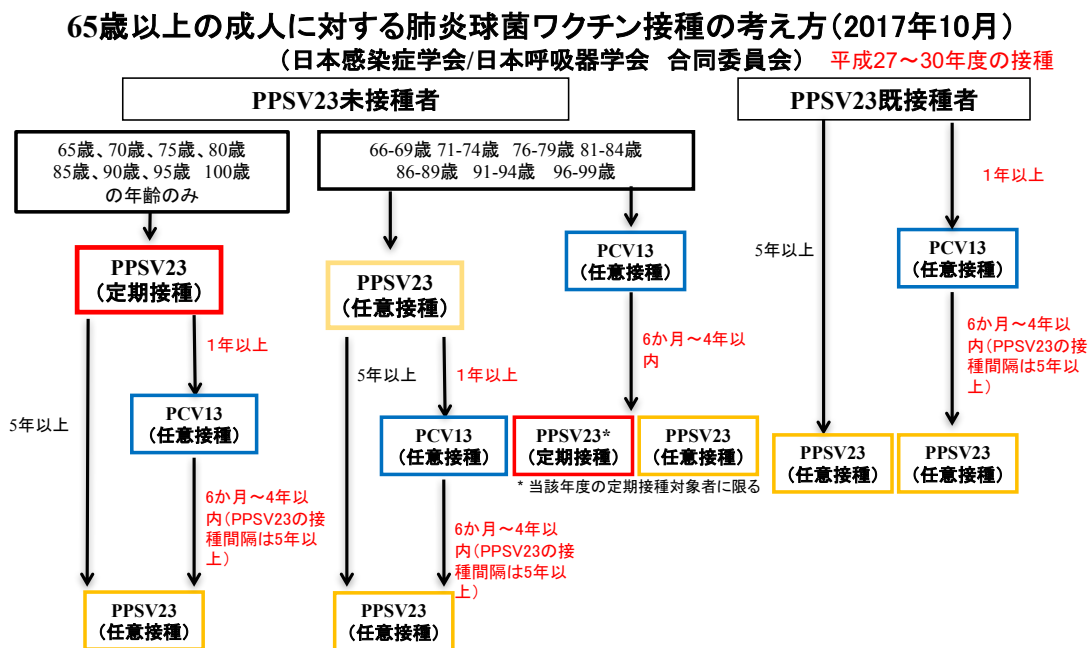 65歳以上の成人に対する肺炎球菌ワクチン接種の考え方（2017年10月）
（日本感染症学会/日本呼吸器学会　合同委員会）　平成27～30年度の接種
PPSV23未接種者
PPSV23既接種者
65歳、70歳、75歳、80歳
85歳、90歳、95歳　100歳
の年齢のみ
66-69歳 71-74歳　76-79歳 81-84歳
86-89歳　91-94歳　96-99歳
PPSV23
（定期接種）
1年以上
5年以上
PCV13
（任意接種）
6か月～4年以
内（PPSV23の接
種間隔は5年以
上）
PPSV23
（任意接種）
PPSV23
（任意接種）
5年以上
1年以上
PCV13
（任意接種）
6か月～4年以
内（PPSV23の接
種間隔は5年以
上）
PPSV23
（任意接種）
PCV13
（任意接種）
6か月～4年以
内
PPSV23*
（定期接種）
PPSV23
（任意接種）
* 当該年度の定期接種対象者に限る
5年以上
1年以上
PCV13
（任意接種）
6か月～4年以
内（PPSV23の接
種間隔は5年以
上）
PPSV23
（任意接種）
PPSV23
（任意接種）